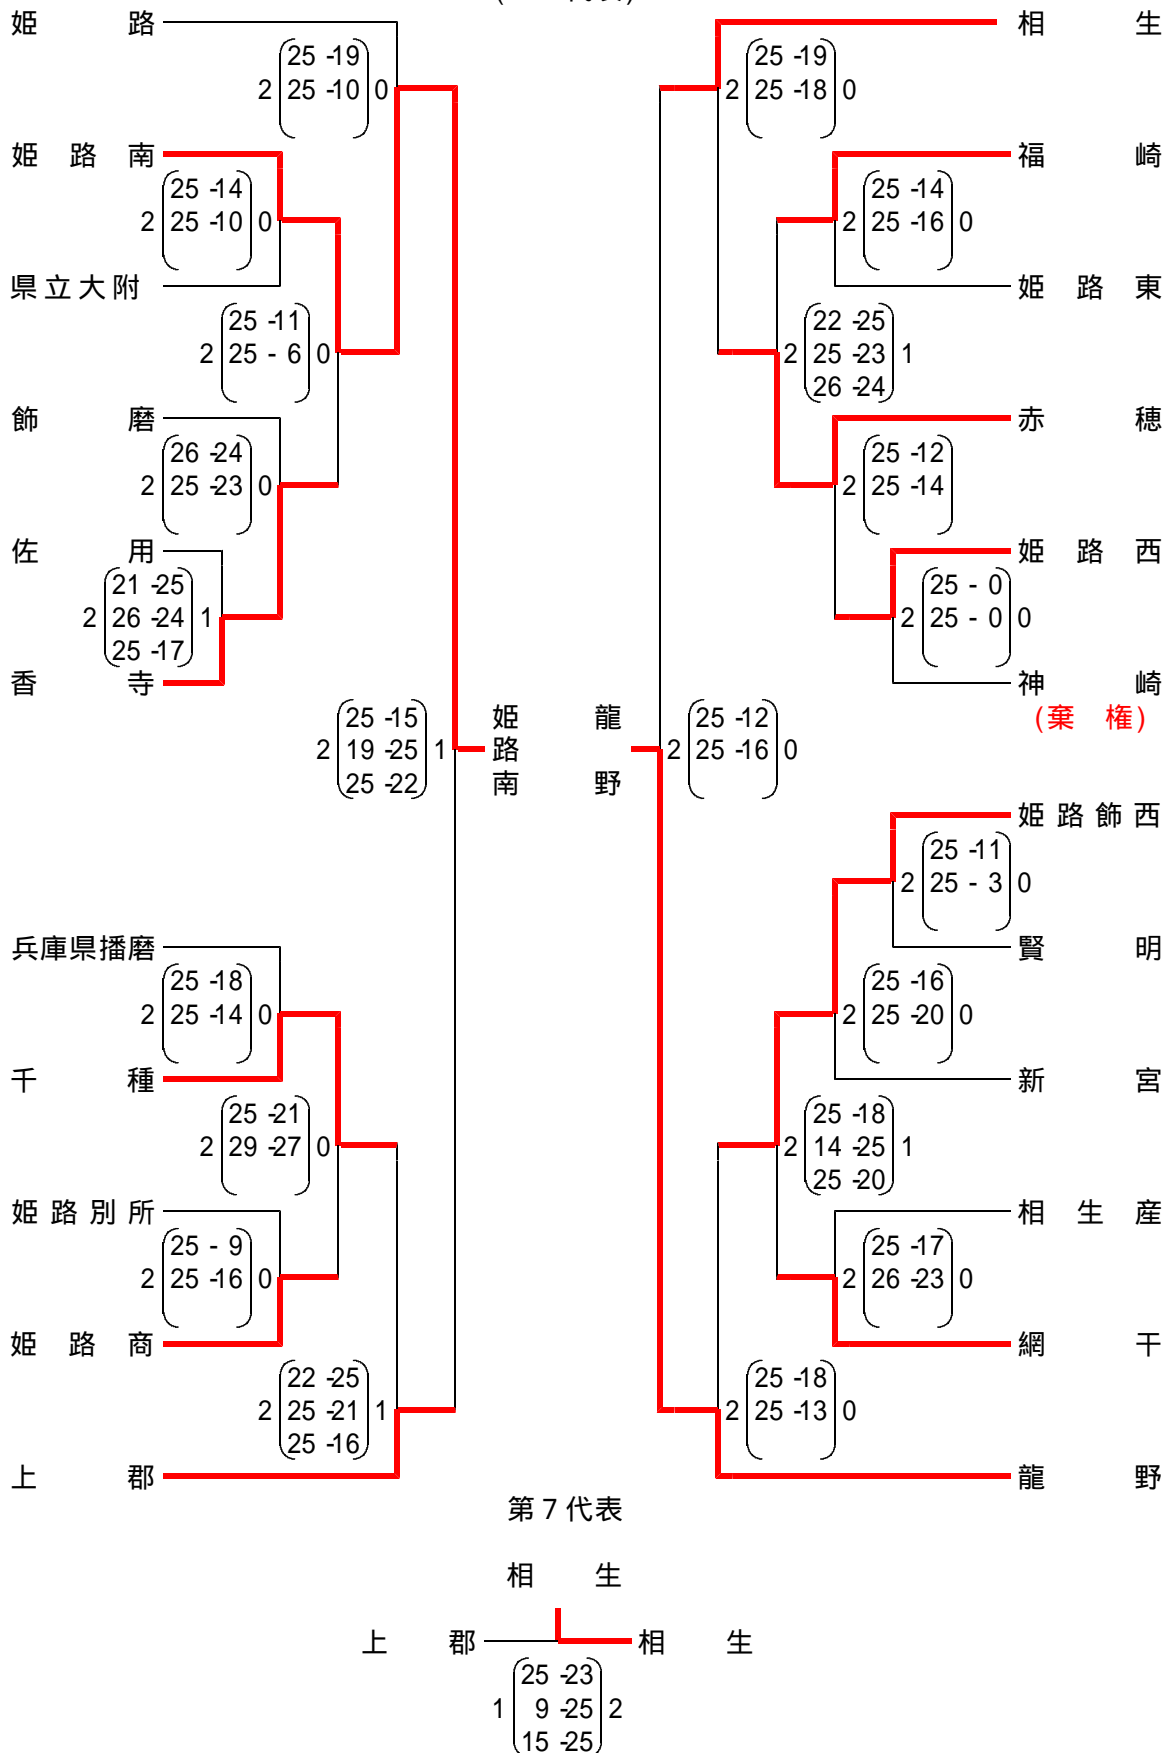 姫路
相生
25 -19
2 25 -10 0
25 -19
2 25 -18 0
姫路南
福崎
25 -14
2 25 -10 0
25 -14
2 25 -16 0
県立大附
姫路東
25 -11
2 25 - 6 0
22 -25
2 25 -23 1
26 -24
飾磨
赤穂
26 -24
2 25 -23 0
25 -12
2 25 -14
佐用
姫路西
21 -25
2 26 -24 1
25 -17
25 - 0
2 25 - 0 0
香寺
神崎
(棄権)
25 -15
2 19 -25 1
25 -22
姫路南
龍野
25 -12
2 25 -16 0
姫路飾西
25 -11
2 25 - 3 0
兵庫県播磨
賢明
25 -18
2 25 -14 0
25 -16
2 25 -20 0
千種
新宮
25 -21
2 29 -27 0
25 -18
2 14 -25 1
25 -20
姫路別所
相生産
25 - 9
2 25 -16 0
25 -17
2 26 -23 0
姫路商
網干
22 -25
2 25 -21 1
25 -16
25 -18
2 25 -13 0
上郡
龍野
第7代表
相生
上郡 相生
25 -23
1 9 -25 2
15 -25